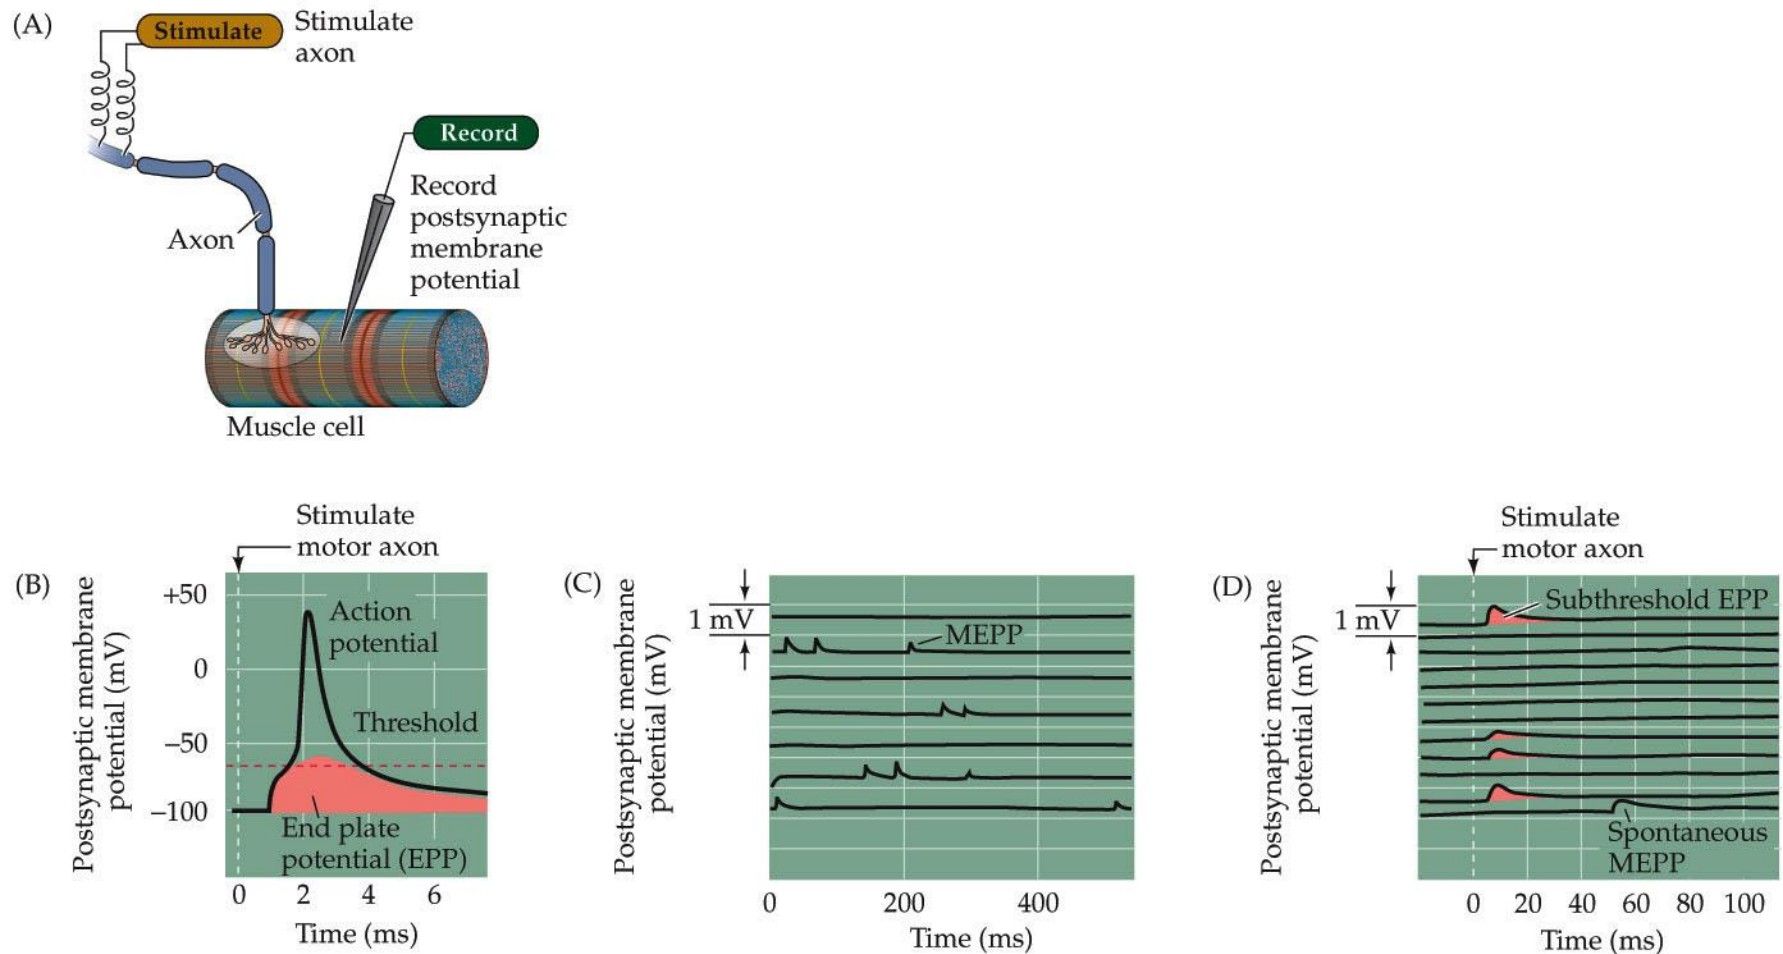 (A)
Stimulate
Stimulate
axon
Record
Record
postsynaptic
membrane
potential
Axon
Muscle cell
(B)
Stimulate
motor axon
Postsynaptic membrane
potential (mV)
+50
0
−50
−100
Action
potential
Threshold
End plate
potential (EPP)
0 2 4 6
Time (ms)
(C)
Postsynaptic membrane
potential (mV)
1 mV
MEPP
0 200 400
Time (ms)
(D)
Stimulate
motor axon
Postsynaptic membrane
potential (mV)
1 mV
Subthreshold EPP
Spontaneous
MEPP
0 20 40 60 80 100
Time (ms)